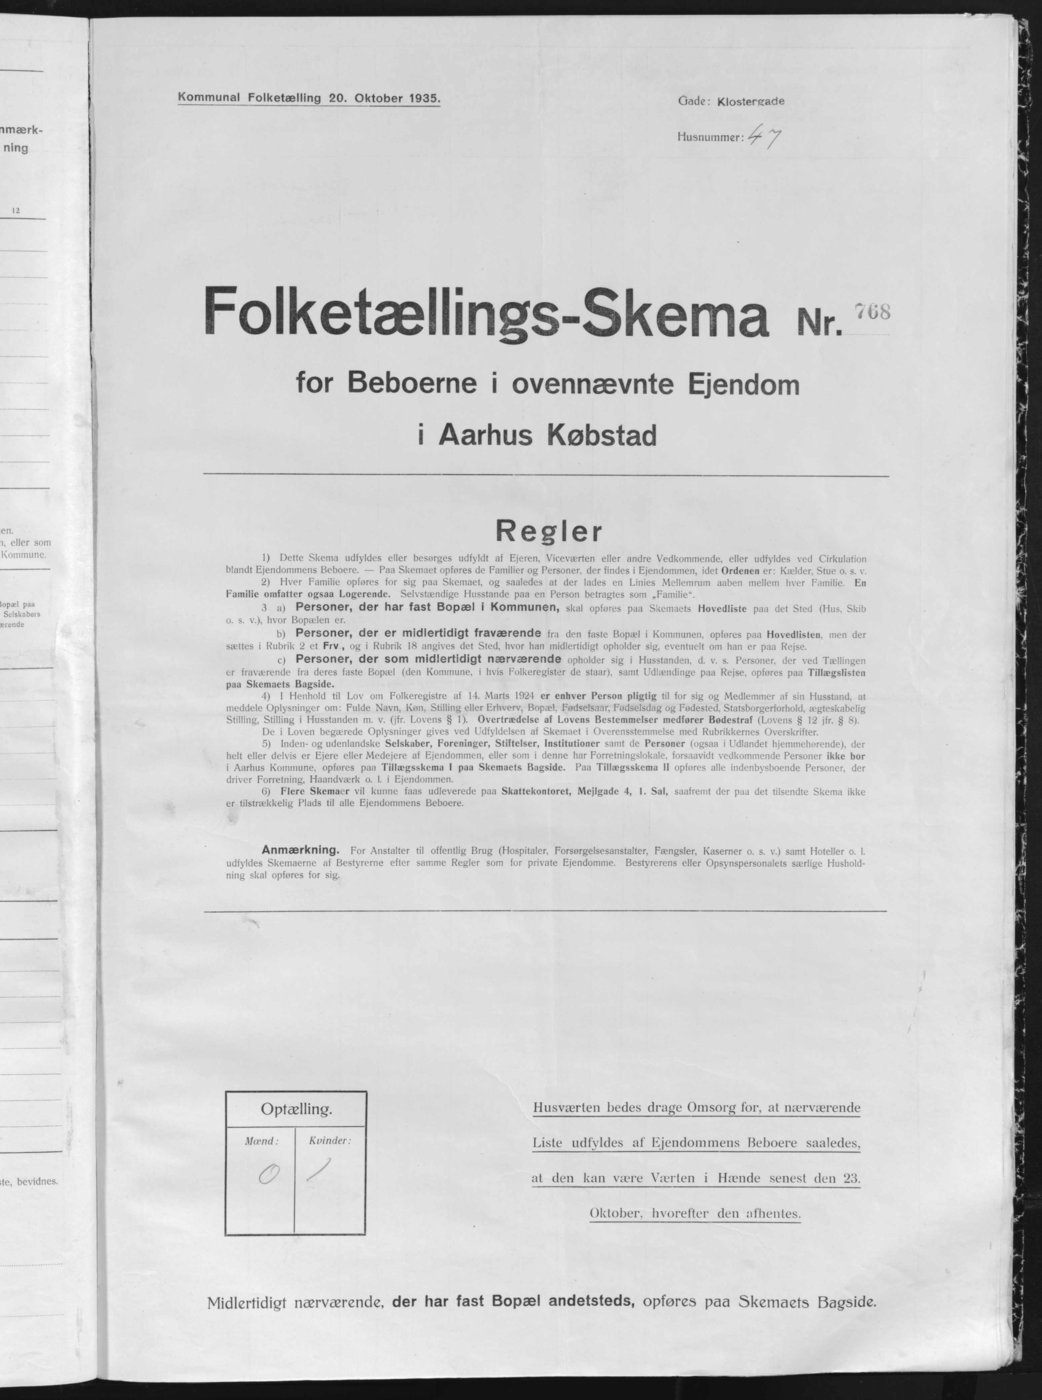 nmærk-
ning
12
en.
n, eller som
Kommune.
Bopæl paa
Selskabers
ærende
ste, bevidnes.
Kommunal Folketælling 20. Oktober 1935.
Gade: Klostergade
Husnummer: 47
Folketællings-Skema Nr. 768
for Beboerne i ovennævnte Ejendom
i Aarhus Købstad
Regler
1) Dette Skema udfyldes eller besørges udfyldt af Ejeren, Viceværten eller andre Vedkommende, eller udfyldes ved Cirkulation
blandt Ejendommens Beboere. — Paa Skemaet opføres de Familier og Personer, der findes i Ejendommen, idet Ordenen er: Kælder, Stue o. s. v.
2) Hver Familie opføres for sig paa Skemaet, og saaledes at der lades en Linies Mellemrum aaben mellem hver Familie. En
Familie omfatter ogsaa Logerende. Selvstændige Husstande paa en Person betragtes som „Familie“.
3 a) Personer, der har fast Bopæl i Kommunen, skal opføres paa Skemaets Hovedliste paa det Sted (Hus, Skib
o. s. v.), hvor Bopælen er.
b) Personer, der er midlertidigt fraværende fra den faste Bopæl i Kommunen, opføres paa Hovedlisten, men der
sættes i Rubrik 2 et Frv., og i Rubrik 18 angives det Sted, hvor han midlertidigt opholder sig, eventuelt om han er paa Rejse.
c) Personer, der som midlertidigt nærværende opholder sig i Husstanden, d. v. s. Personer, der ved Tællingen
er fraværende fra deres faste Bopæl (den Kommune, i hvis Folkeregister de staar), samt Udlændinge paa Rejse, opføres paa Tillægslisten
paa Skemaets Bagside.
4) I Henhold til Lov om Folkeregistre af 14. Marts 1924 er enhver Person pligtig til for sig og Medlemmer af sin Husstand, at
meddele Oplysninger om: Fulde Navn, Køn, Stilling eller Erhverv, Bopæl, Fødselsaar, Fødselsdag og Fødested, Statsborgerforhold, ægteskabelig
Stilling, Stilling i Husstanden m. v. (jfr. Lovens § 1). Overtrædelse af Lovens Bestemmelser medfører Bødestraf (Lovens § 12 jfr. § 8).
De i Loven begærede Oplysninger gives ved Udfyldelsen af Skemaet i Overensstemmelse med Rubrikkernes Overskrifter.
5) Inden- og udenlandske Selskaber, Foreninger, Stiftelser, Institutioner samt de Personer (ogsaa i Udlandet hjemmehørende), der
helt eller delvis er Ejere eller Medejere af Ejendommen, eller som i denne har Forretningslokale, forsaavidt vedkommende Personer ikke bor
i Aarhus Kommune, opføres paa Tillægsskema I paa Skemaets Bagside. Paa Tillægsskema II opføres alle indenbysboende Personer, der
driver Forretning, Haandværk o. l. i Ejendommen.
6) Flere Skemaer vil kunne faas udleverede paa Skattekontoret, Mejlgade 4, 1. Sal, saafremt der paa det tilsendte Skema ikke
er tilstrækkelig Plads til alle Ejendommens Beboere.
Anmærkning. For Anstalter til offentlig Brug (Hospitaler, Forsørgelsesanstalter, Fængsler, Kaserner o. s. v.) samt Hoteller o. l.
udfyldes Skemaerne af Bestyrerne efter samme Regler som for private Ejendomme. Bestyrerens eller Opsynspersonalets særlige Hushold-
ning skal opføres for sig.
Optælling.
Mænd: Kvinder:
0 1
Husværten bedes drage Omsorg for, at nærværende
Liste udfyldes af Ejendommens Beboere saaledes,
at den kan være Værten i Hænde senest den 23.
Oktober, hvorefter den afhentes.
Midlertidigt nærværende, der har fast Bopæl andetsteds, opføres paa Skemaets Bagside.